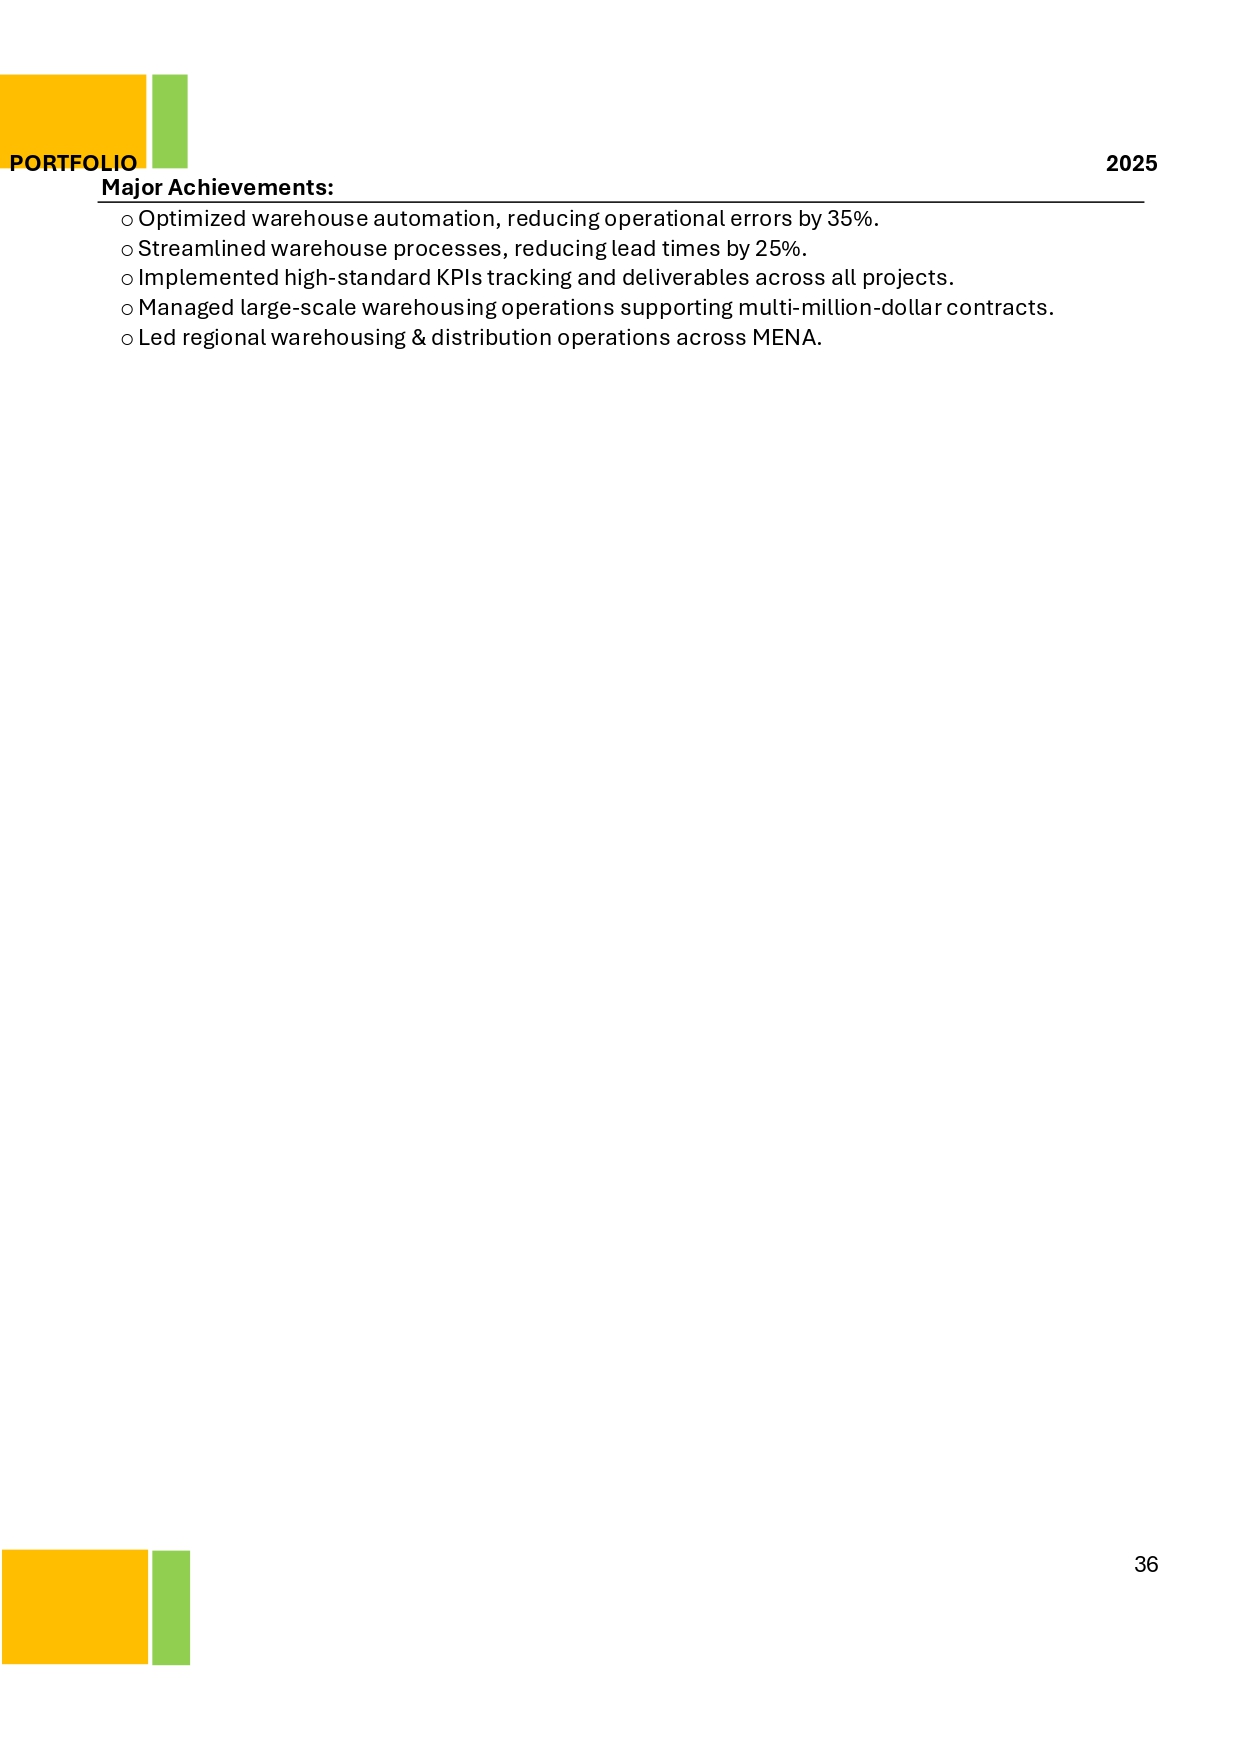 PORTFOLIO 2025
Major Achievements:
○ Optimized warehouse automation, reducing operational errors by 35%.
○ Streamlined warehouse processes, reducing lead times by 25%.
○ Implemented high-standard KPIs tracking and deliverables across all projects.
○ Managed large-scale warehousing operations supporting multi-million-dollar contracts.
○ Led regional warehousing & distribution operations across MENA.
36